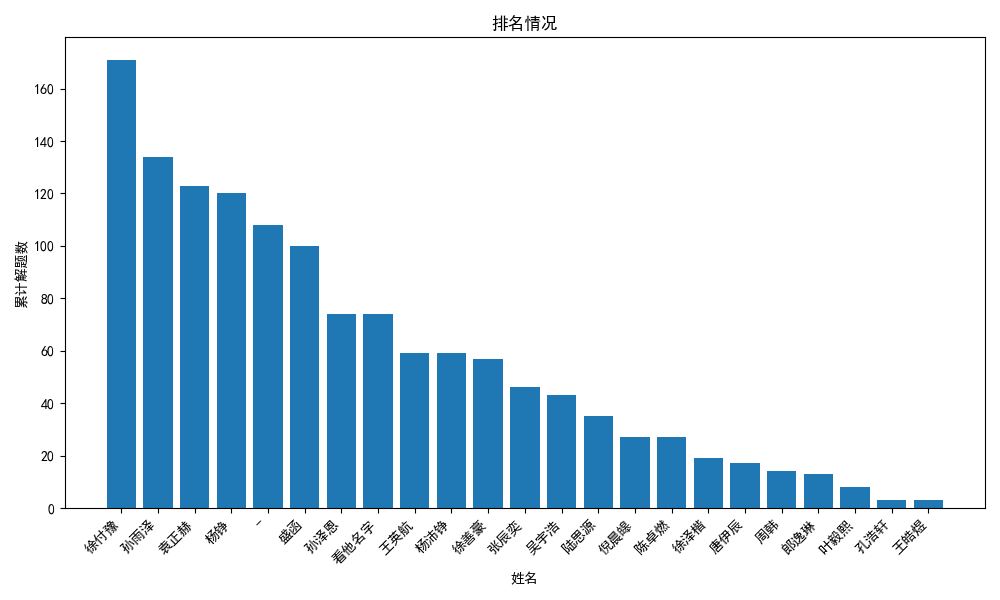 排名情况
累计解题数
160
140
120
100
80
60
40
20
0
徐付豫
孙雨泽
袁正赫
杨铮
-
盛函
孙泽恩
看他名字
王英航
杨沛铮
徐善豪
张辰奕
吴宇浩
陆思源
倪晨皞
陈卓燃
徐泽楷
唐伊辰
周韩
郎逸琳
叶毅熙
孔浩轩
王皓煜
姓名